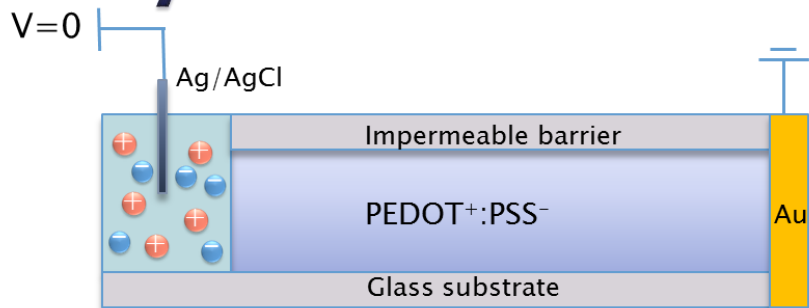 V=0
Ag/AgCl
Impermeable barrier
PEDOT⁺:PSS⁻
Au
Glass substrate